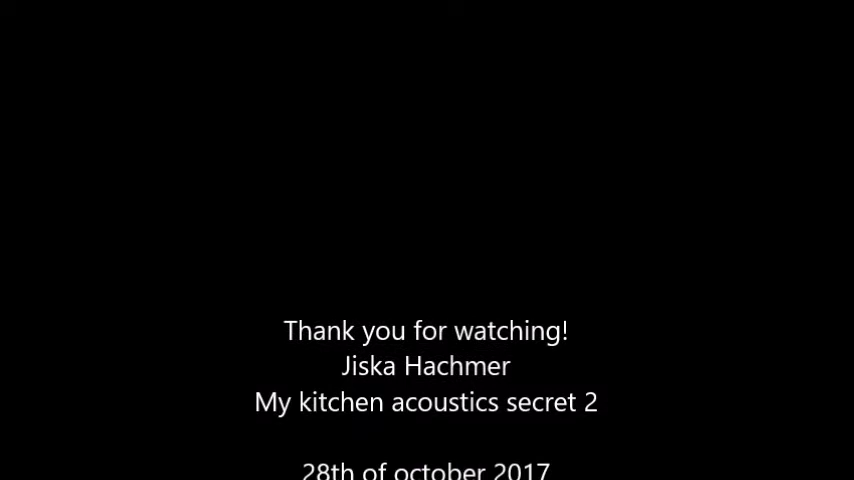 Thank you for watching!
Jiska Hachmer
My kitchen acoustics secret 2
28th of october 2017